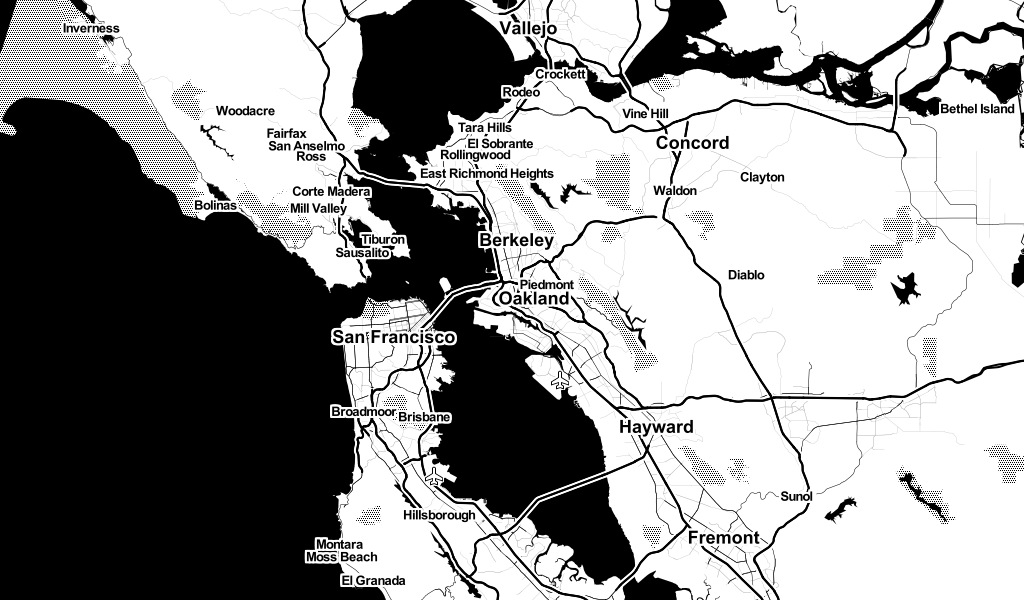 Inverness
Vallejo
Crockett
Rodeo
Bethel Island
Woodacre
Vine Hill
Tara Hills
Fairfax
El Sobrante
Concord
San Anselmo
Rollingwood
Ross
East Richmond Heights
Clayton
Corte Madera
Waldon
Bolinas
Mill Valley
Tiburon
Berkeley
Sausalito
Diablo
Piedmont
Oakland
San Francisco
Broadmoor
Brisbane
Hayward
Sunol
Hillsborough
Fremont
Montara
Moss Beach
El Granada